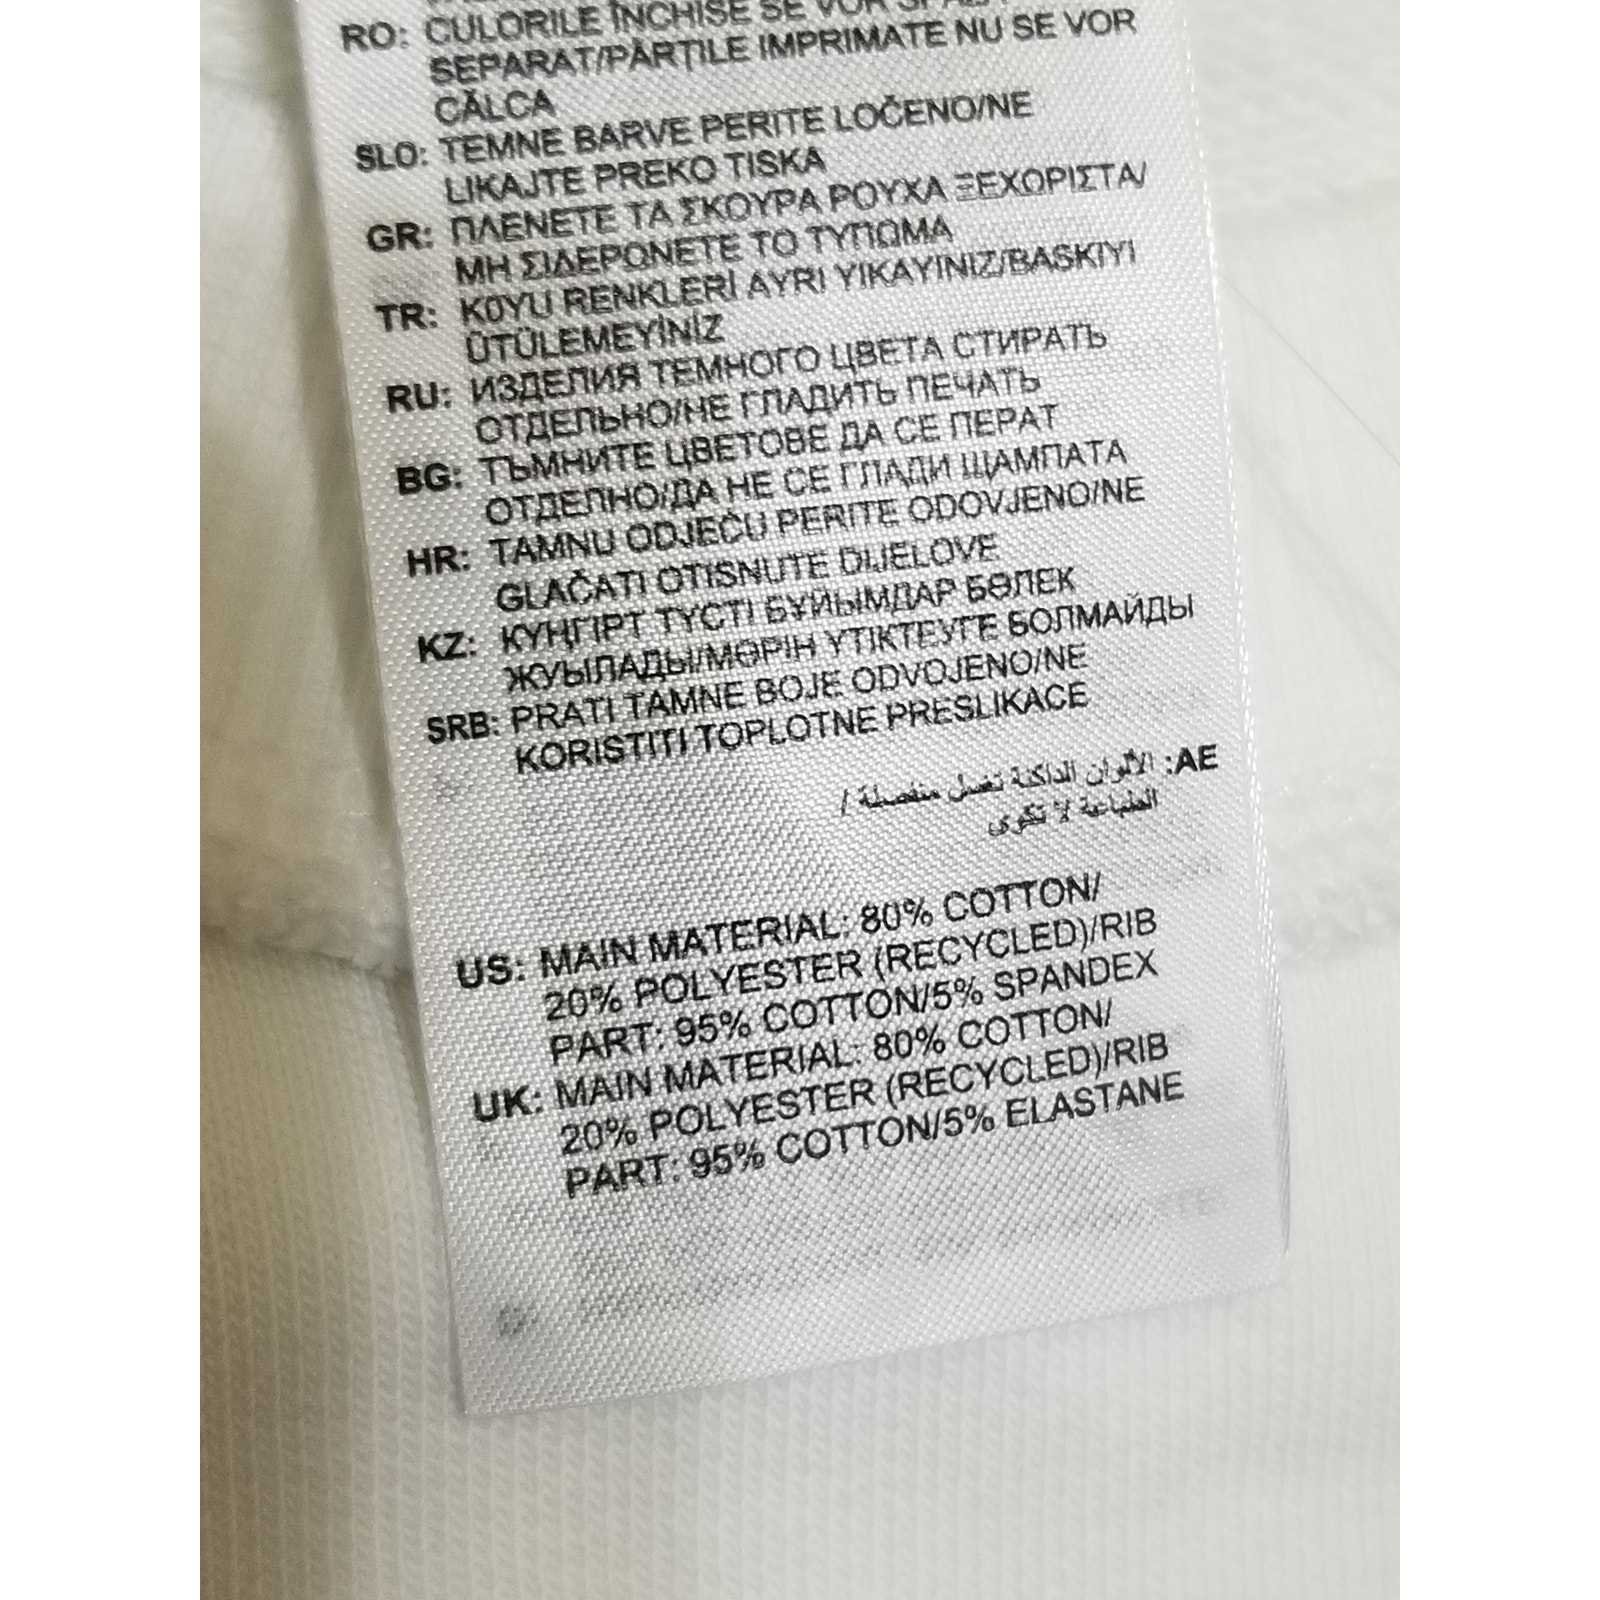 RO: CULORILE ÎNCHISE SE VOR
SEPARAT/PĂRŢILE IMPRIMATE NU SE VOR
CĂLCA
SLO: TEMNE BARVE PERITE LOČENO/NE
LIKAJTE PREKO TISKA
GR: ΠΛΕΝΕΤΕ ΤΑ ΣΚΟΥΡΑ ΡΟΥΧΑ ΞΕΧΩΡΙΣΤΑ/
ΜΗ ΣΙΔΕΡΩΝΕΤΕ ΤΟ ΤΥΠΩΜΑ
TR: KOYU RENKLERİ AYRI YIKAYINIZ/BASKIYI
ÜTÜLEMEYİNİZ
RU: ИЗДЕЛИЯ ТЕМНОГО ЦВЕТА СТИРАТЬ
ОТДЕЛЬНО/НЕ ГЛАДИТЬ ПЕЧАТЬ
BG: ТЪМНИТЕ ЦВЕТОВЕ ДА СЕ ПЕРАТ
ОТДЕЛНО/ДА НЕ СЕ ГЛАДИ ЩАМПАТА
HR: TAMNU ODJEĆU PERITE ODOVJENO/NE
GLAČATI OTISNUTE DIJELOVE
KZ: КҮҢГІРТ ТҮСТІ БҰЙЫМДАР БӨЛЕК
ЖУЫЛАДЫ/МӨРІН ҮТІКТЕУГЕ БОЛМАЙДЫ
SRB: PRATI TAMNE BOJE ODVOJENO/NE
KORISTITI TOPLOTNE PRESLIKACE
AE: الألوان الداكنة تغسل منفصلة /
الطباعة لا تكوى
US: MAIN MATERIAL: 80% COTTON/
20% POLYESTER (RECYCLED)/RIB
PART: 95% COTTON/5% SPANDEX
UK: MAIN MATERIAL: 80% COTTON/
20% POLYESTER (RECYCLED)/RIB
PART: 95% COTTON/5% ELASTANE